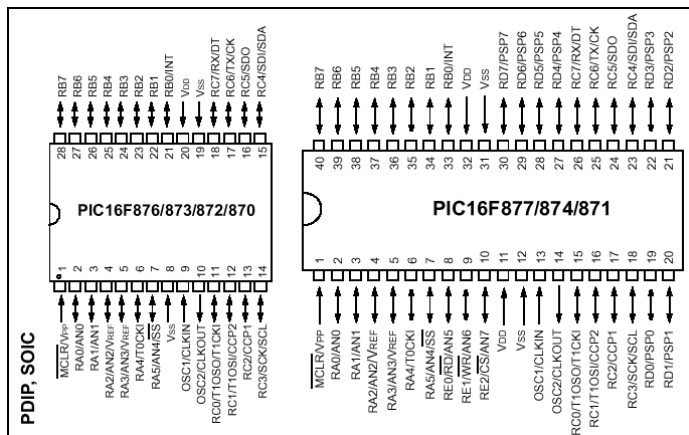 PDIP, SOIC
RB7
RB6
RB5
RB4
RB3
RB2
RB1
RB0/INT
VDD
VSS
RC7/RX/DT
RC6/TX/CK
RC5/SDO
RC4/SDI/SDA
28
27
26
25
24
23
22
21
20
19
18
17
16
15
PIC16F876/873/872/870
1
2
3
4
5
6
7
8
9
10
11
12
13
14
MCLR/VPP
RA0/AN0
RA1/AN1
RA2/AN2/VREF
RA3/AN3/VREF
RA4/T0CKI
RA5/AN4/SS
VSS
OSC1/CLKIN
OSC2/CLKOUT
RC0/T1OSO/T1CKI
RC1/T1OSI/CCP2
RC2/CCP1
RC3/SCK/SCL
RB7
RB6
RB5
RB4
RB3
RB2
RB1
RB0/INT
VDD
VSS
RD7/PSP7
RD6/PSP6
RD5/PSP5
RD4/PSP4
RC7/RX/DT
RC6/TX/CK
RC5/SDO
RC4/SDI/SDA
RD3/PSP3
RD2/PSP2
40
39
38
37
36
35
34
33
32
31
30
29
28
27
26
25
24
23
22
21
PIC16F877/874/871
1
2
3
4
5
6
7
8
9
10
11
12
13
14
15
16
17
18
19
20
MCLR/VPP
RA0/AN0
RA1/AN1
RA2/AN2/VREF
RA3/AN3/VREF
RA4/T0CKI
RA5/AN4/SS
RE0/RD/AN5
RE1/WR/AN6
RE2/CS/AN7
VDD
VSS
OSC1/CLKIN
OSC2/CLKOUT
RC0/T1OSO/T1CKI
RC1/T1OSI/CCP2
RC2/CCP1
RC3/SCK/SCL
RD0/PSP0
RD1/PSP1